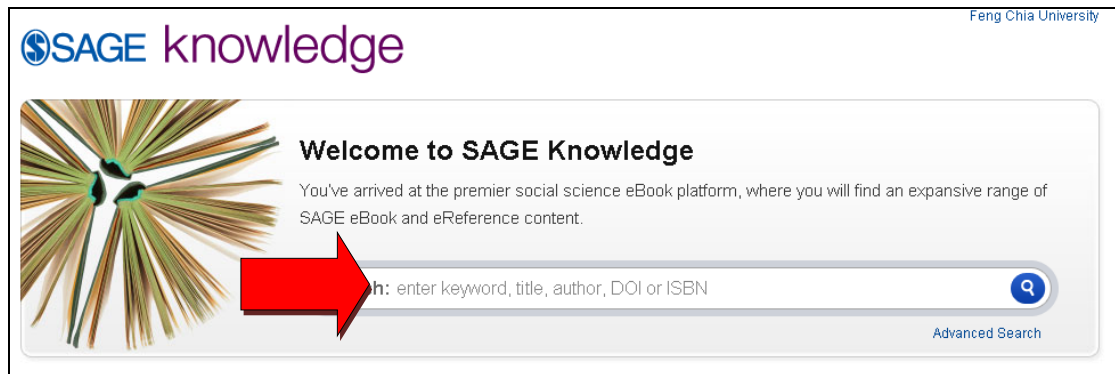 Feng Chia University
SAGE knowledge
Welcome to SAGE Knowledge
You've arrived at the premier social science eBook platform, where you will find an expansive range of
SAGE eBook and eReference content.
enter keyword, title, author, DOI or ISBN
Advanced Search